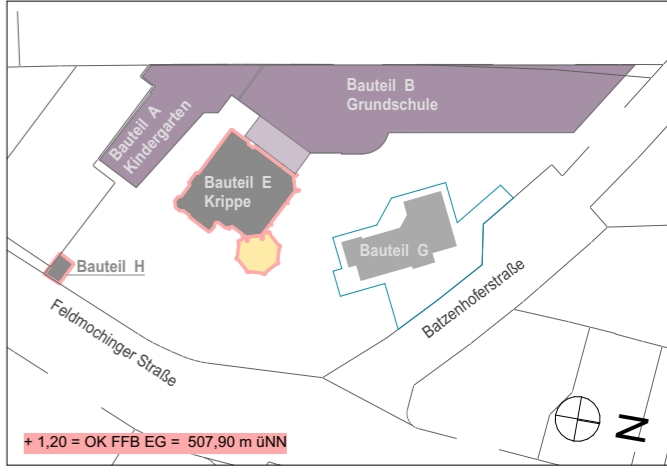 Bauteil B
Grundschule
Bauteil A
Kindergarten
Bauteil E
Krippe
Bauteil G
Bauteil H
Feldmochinger Straße
Batzenhoferstraße
+ 1,20 = OK FFB EG = 507,90 m üNN
N